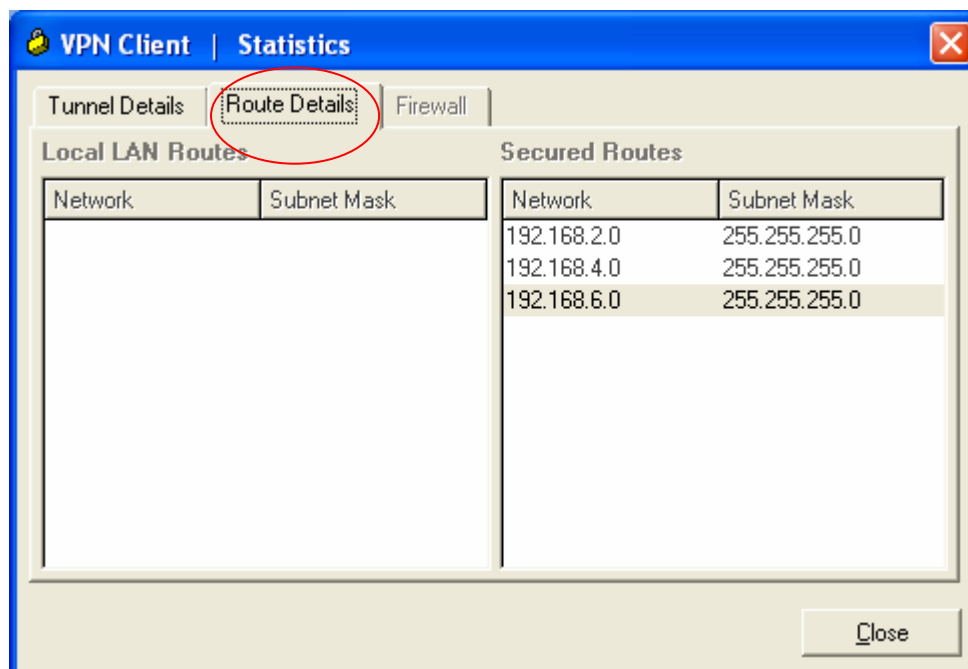 VPN Client | Statistics
Tunnel Details Route Details Firewall
Local LAN Routes Secured Routes
Network Subnet Mask Network Subnet Mask
192.168.2.0 255.255.255.0
192.168.4.0 255.255.255.0
192.168.6.0 255.255.255.0
Close